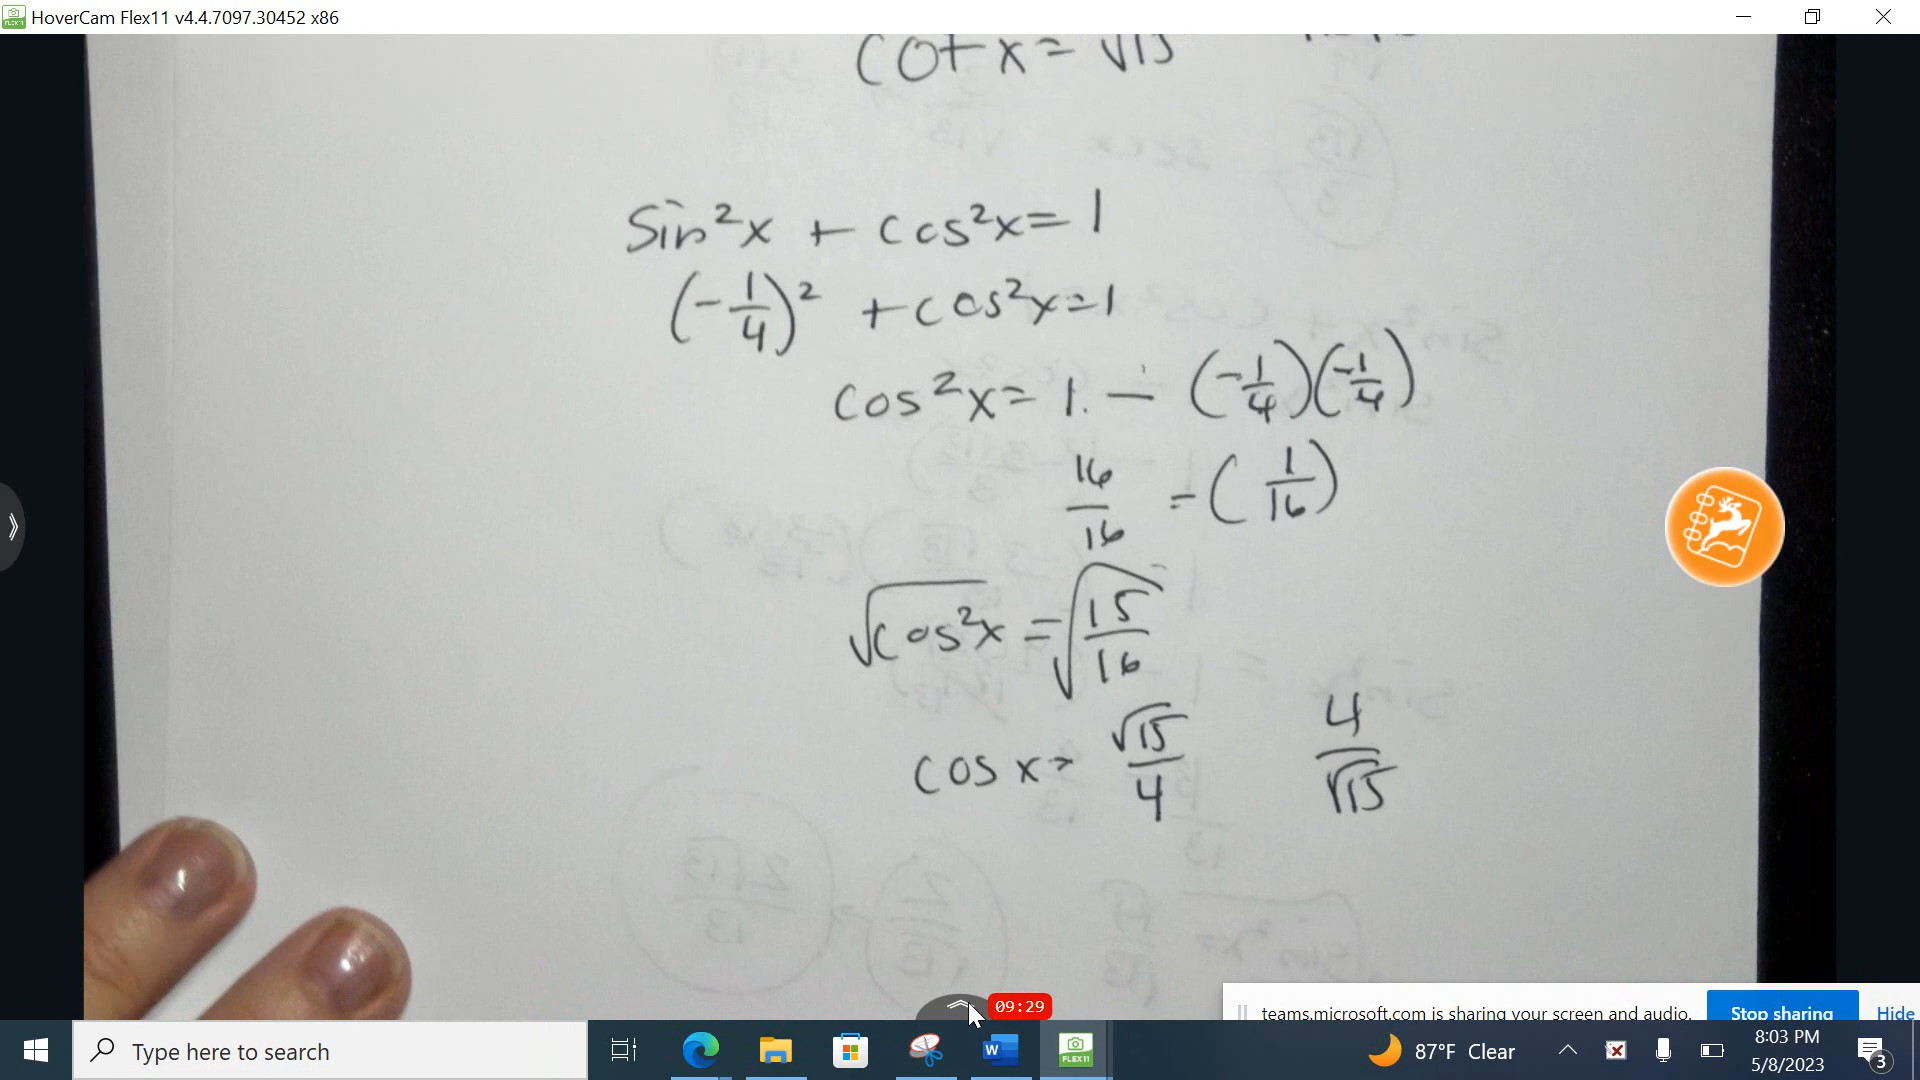 HoverCam Flex11 v4.4.7097.30452 x86
cot x = √15
sin²x + cos²x = 1
(-1/4)² + cos²x = 1
cos²x = 1 - (-1/4)(-1/4)
16/16 = (1/16)
√cos²x = √15/16
cos x = √15/4 4/√15
09:29
teams.microsoft.com is sharing your screen and audio.
Stop sharing
Hide
Type here to search
W
FLEX11
87°F Clear
8:03 PM
5/8/2023
3